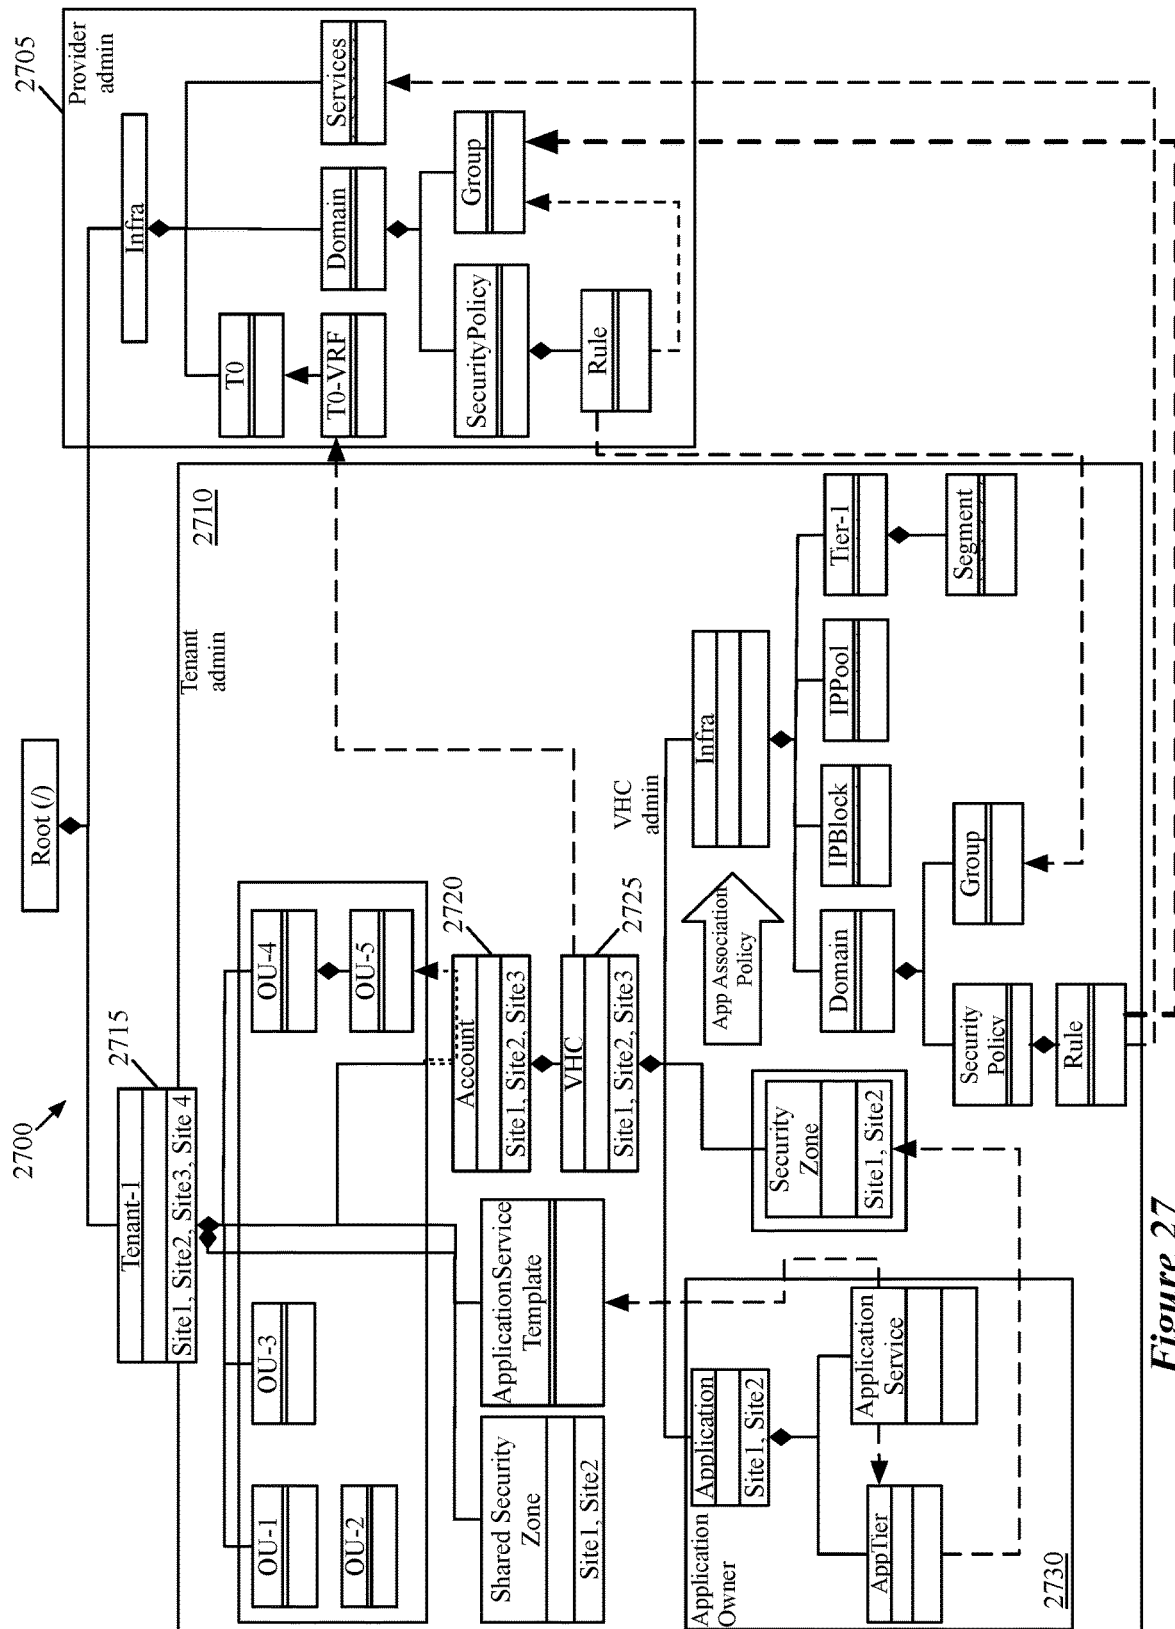 2700
Root (/)
2705
Provider
admin
Infra
T0
T0-VRF
Domain
Services
SecurityPolicy
Group
Rule
2710
Tenant
admin
2715
Tenant-1
Site1, Site2, Site3, Site 4
OU-1
OU-2
OU-3
OU-4
OU-5
Shared Security
Zone
Site1, Site2
ApplicationService
Template
2720
Account
Site1, Site2, Site3
2725
VHC
Site1, Site2, Site3
VHC
admin
Application
Owner
Application
Site1, Site2
AppTier
Application
Service
2730
Security
Zone
Site1, Site2
App Association
Policy
Infra
Domain
IPBlock
IPPool
Tier-1
Segment
Security
Policy
Group
Rule
Figure 27